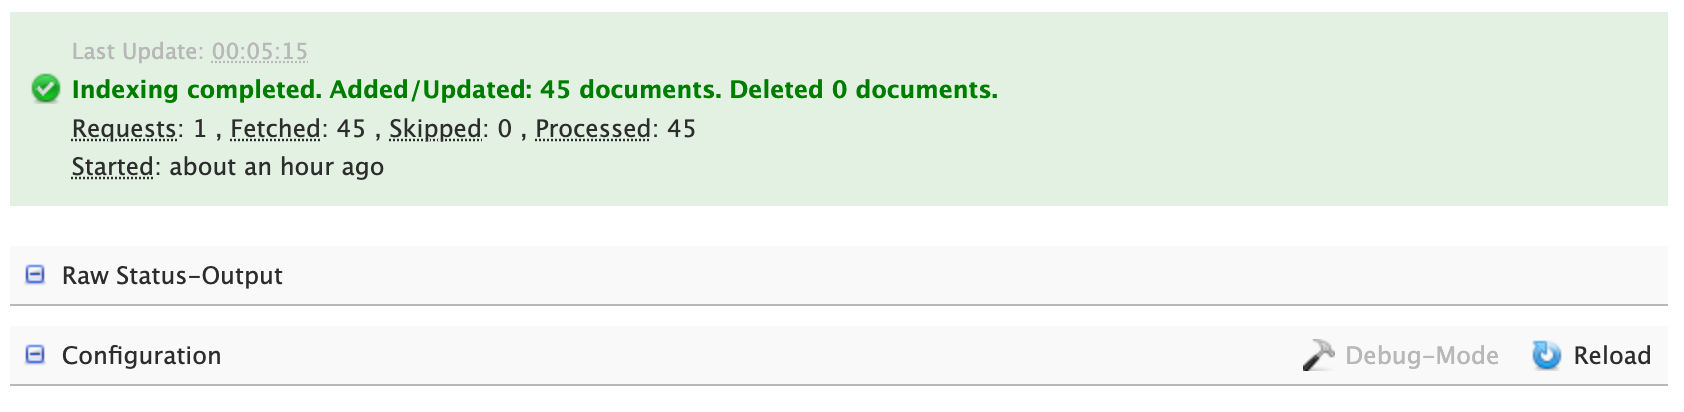 Last Update: 00:05:15
Indexing completed. Added/Updated: 45 documents. Deleted 0 documents.
Requests: 1 , Fetched: 45 , Skipped: 0 , Processed: 45
Started: about an hour ago
Raw Status-Output
Configuration Debug-Mode Reload